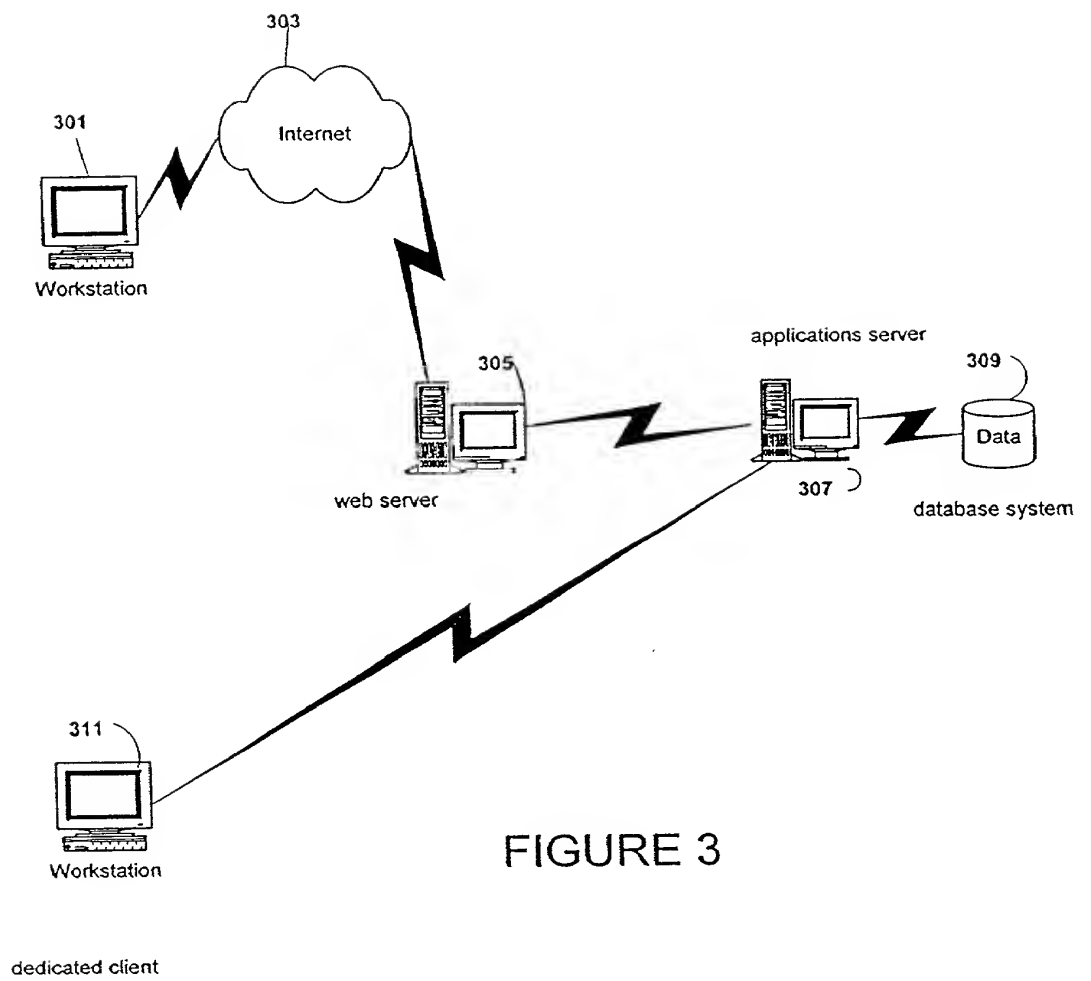 303
Internet
301
Workstation
applications server
305
309
Data
307
web server
database system
311
Workstation
FIGURE 3
dedicated client